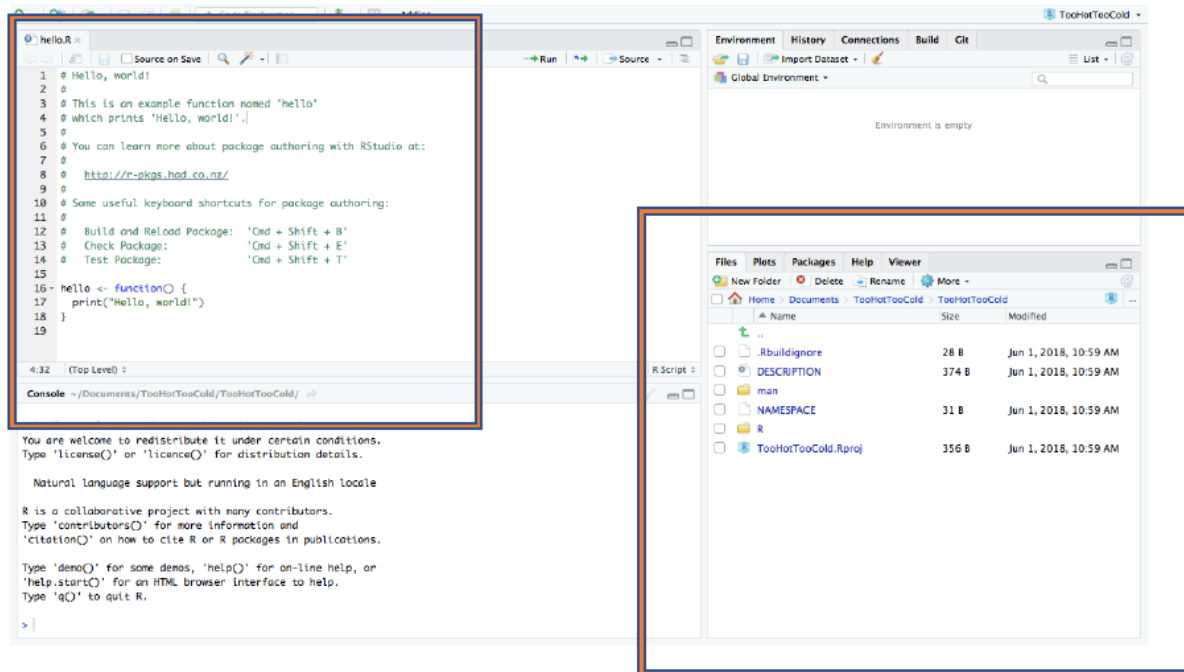 TooHotTooCold
hello.R
Source on Save
Run
Source
1 # Hello, world!
2 #
3 # This is an example function named 'hello'
4 # which prints 'Hello, world!'.
5 #
6 # You can learn more about package authoring with RStudio at:
7 #
8 #   http://r-pkgs.had.co.nz/
9 #
10 # Some useful keyboard shortcuts for package authoring:
11 #
12 #   Build and Reload Package:  'Cmd + Shift + B'
13 #   Check Package:             'Cmd + Shift + E'
14 #   Test Package:              'Cmd + Shift + T'
15
16 hello <- function() {
17   print("Hello, world!")
18 }
19
4:32 (Top Level) R Script
Console ~/Documents/TooHotTooCold/TooHotTooCold/
You are welcome to redistribute it under certain conditions.
Type 'license()' or 'licence()' for distribution details.
Natural language support but running in an English locale
R is a collaborative project with many contributors.
Type 'contributors()' for more information and
'citation()' on how to cite R or R packages in publications.
Type 'demo()' for some demos, 'help()' for on-line help, or
'help.start()' for an HTML browser interface to help.
Type 'q()' to quit R.
>
Environment History Connections Build Git
Import Dataset List
Global Environment
Environment is empty
Files Plots Packages Help Viewer
New Folder Delete Rename More
Home Documents TooHotTooCold TooHotTooCold
Name Size Modified
..
.Rbuildignore 28 B Jun 1, 2018, 10:59 AM
DESCRIPTION 374 B Jun 1, 2018, 10:59 AM
man
NAMESPACE 31 B Jun 1, 2018, 10:59 AM
R
TooHotTooCold.Rproj 356 B Jun 1, 2018, 10:59 AM